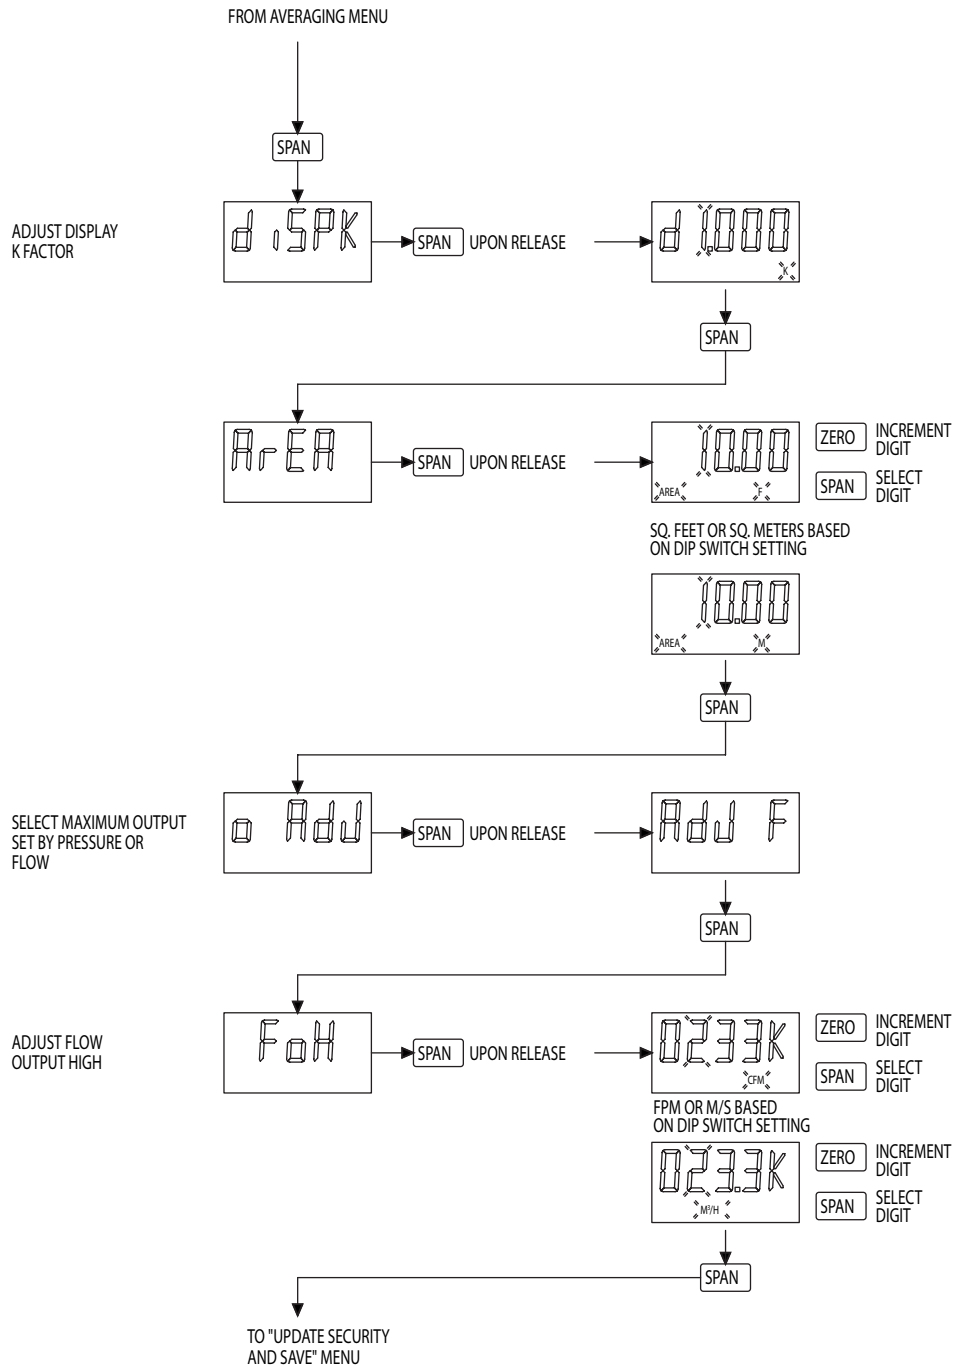 FROM AVERAGING MENU
SPAN
ADJUST DISPLAY
K FACTOR
diSPK
SPAN UPON RELEASE
d1.000
K
SPAN
ArEA
SPAN UPON RELEASE
10.00
AREA F
ZERO INCREMENT
DIGIT
SPAN SELECT
DIGIT
SQ. FEET OR SQ. METERS BASED
ON DIP SWITCH SETTING
10.00
AREA M
SPAN
SELECT MAXIMUM OUTPUT
SET BY PRESSURE OR
FLOW
o AdJ
SPAN UPON RELEASE
AdJ F
SPAN
ADJUST FLOW
OUTPUT HIGH
FoH
SPAN UPON RELEASE
0233K
CFM
ZERO INCREMENT
DIGIT
SPAN SELECT
DIGIT
FPM OR M/S BASED
ON DIP SWITCH SETTING
023.3K
M³/H
ZERO INCREMENT
DIGIT
SPAN SELECT
DIGIT
SPAN
TO "UPDATE SECURITY
AND SAVE" MENU